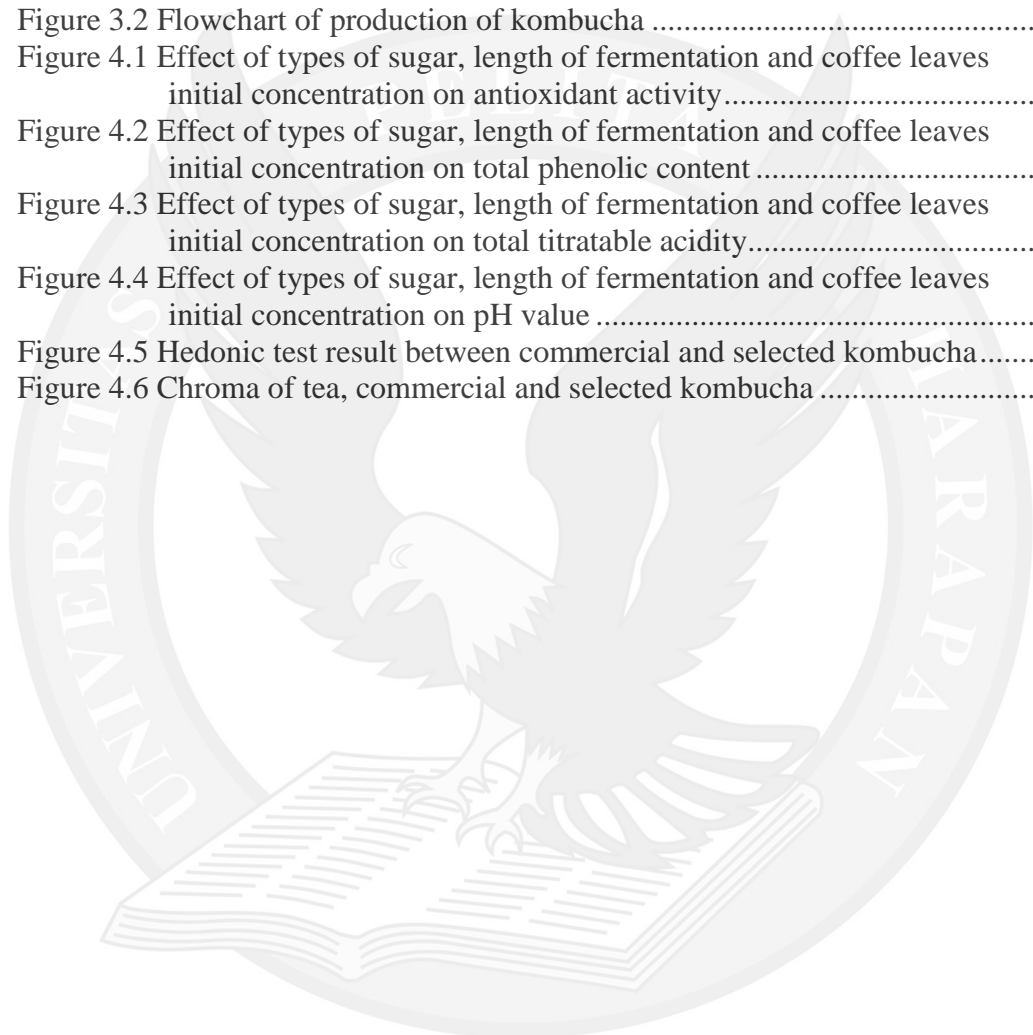 Figure 3.2 Flowchart of production of kombucha ......................................
Figure 4.1 Effect of types of sugar, length of fermentation and coffee leaves
initial concentration on antioxidant activity......................................
Figure 4.2 Effect of types of sugar, length of fermentation and coffee leaves
initial concentration on total phenolic content ..................................
Figure 4.3 Effect of types of sugar, length of fermentation and coffee leaves
initial concentration on total titratable acidity...................................
Figure 4.4 Effect of types of sugar, length of fermentation and coffee leaves
initial concentration on pH value ......................................................
Figure 4.5 Hedonic test result between commercial and selected kombucha.......
Figure 4.6 Chroma of tea, commercial and selected kombucha ..........................
UNIVERSITAS PELITA HARAPAN